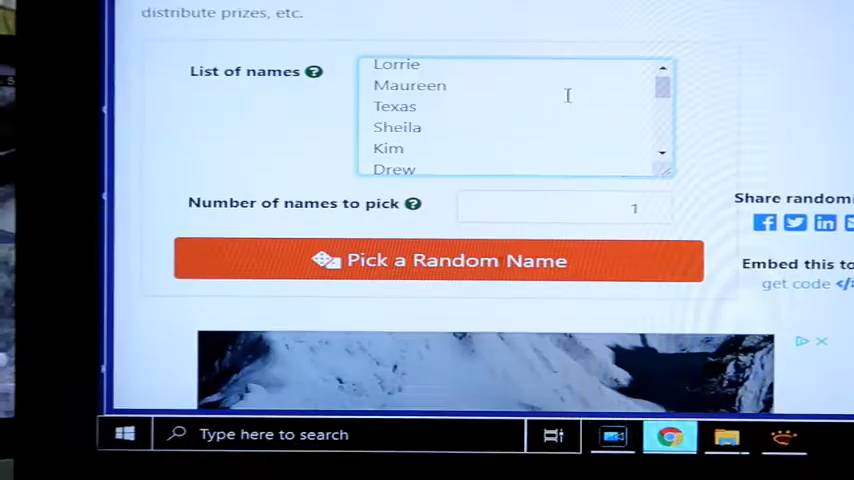 distribute prizes, etc.
List of names ?
Lorrie
Maureen
Texas
Sheila
Kim
Drew
Number of names to pick ?
1
Share randomi
Pick a Random Name
Embed this to
get code </
Type here to search